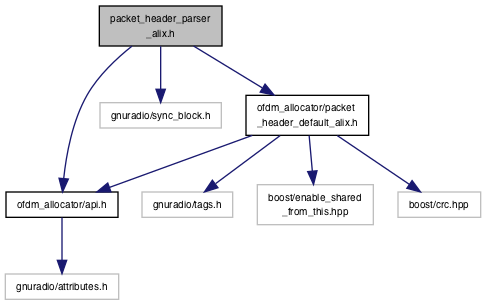 packet_header_parser
_alix.h
gnuradio/sync_block.h
ofdm_allocator/packet
_header_default_alix.h
ofdm_allocator/api.h
gnuradio/tags.h
boost/enable_shared
_from_this.hpp
boost/crc.hpp
gnuradio/attributes.h